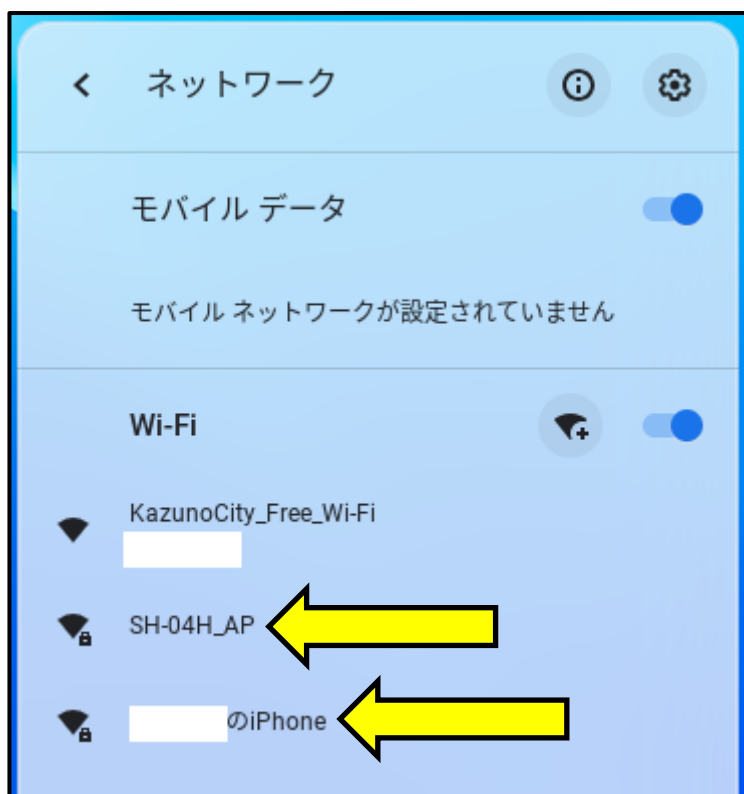 ネットワーク
モバイル データ
モバイル ネットワークが設定されていません
Wi-Fi
KazunoCity_Free_Wi-Fi
SH-04H_AP
のiPhone